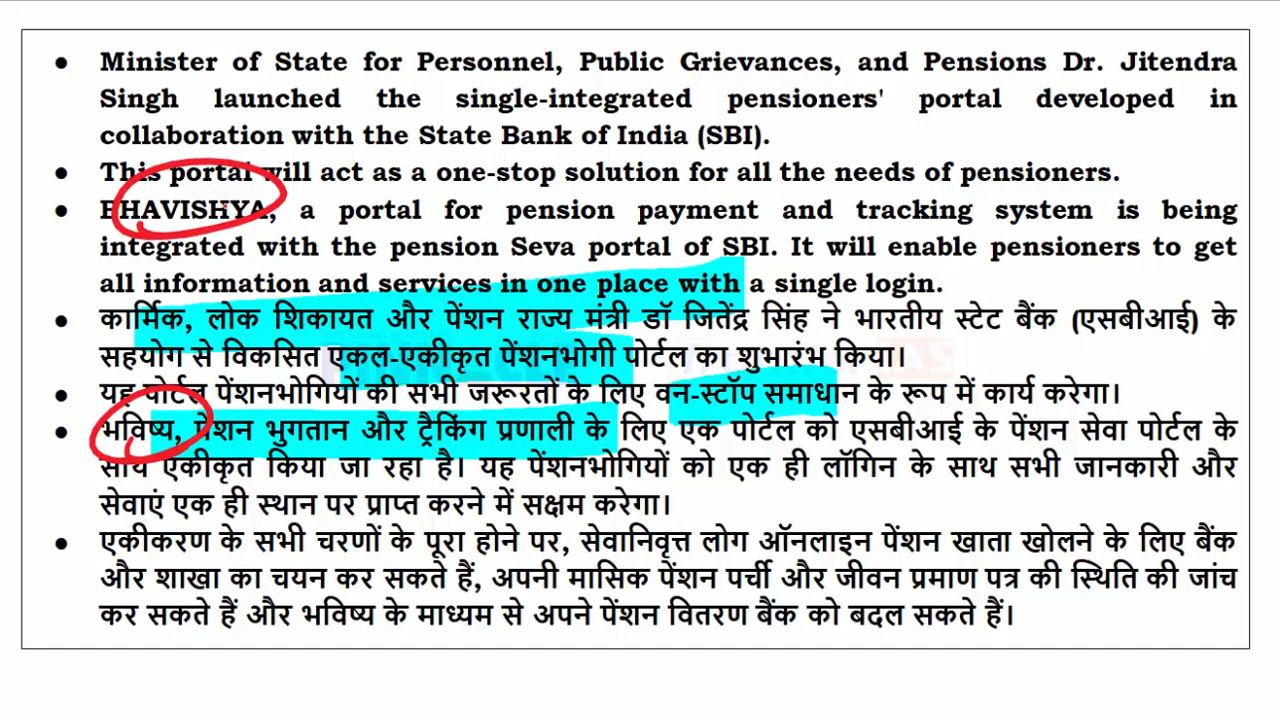 Minister of State for Personnel, Public Grievances, and Pensions Dr. Jitendra
Singh launched the single-integrated pensioners' portal developed in
collaboration with the State Bank of India (SBI).
This portal will act as a one-stop solution for all the needs of pensioners.
BHAVISHYA, a portal for pension payment and tracking system is being
integrated with the pension Seva portal of SBI. It will enable pensioners to get
all information and services in one place with a single login.
कार्मिक, लोक शिकायत और पेंशन राज्य मंत्री डॉ जितेंद्र सिंह ने भारतीय स्टेट बैंक (एसबीआई) के
सहयोग से विकसित एकल-एकीकृत पेंशनभोगी पोर्टल का शुभारंभ किया।
यह पोर्टल पेंशनभोगियों की सभी जरूरतों के लिए वन-स्टॉप समाधान के रूप में कार्य करेगा।
भविष्य, पेंशन भुगतान और ट्रैकिंग प्रणाली के लिए एक पोर्टल को एसबीआई के पेंशन सेवा पोर्टल के
साथ एकीकृत किया जा रहा है। यह पेंशनभोगियों को एक ही लॉगिन के साथ सभी जानकारी और
सेवाएं एक ही स्थान पर प्राप्त करने में सक्षम करेगा।
एकीकरण के सभी चरणों के पूरा होने पर, सेवानिवृत्त लोग ऑनलाइन पेंशन खाता खोलने के लिए बैंक
और शाखा का चयन कर सकते हैं, अपनी मासिक पेंशन पर्ची और जीवन प्रमाण पत्र की स्थिति की जांच
कर सकते हैं और भविष्य के माध्यम से अपने पेंशन वितरण बैंक को बदल सकते हैं।